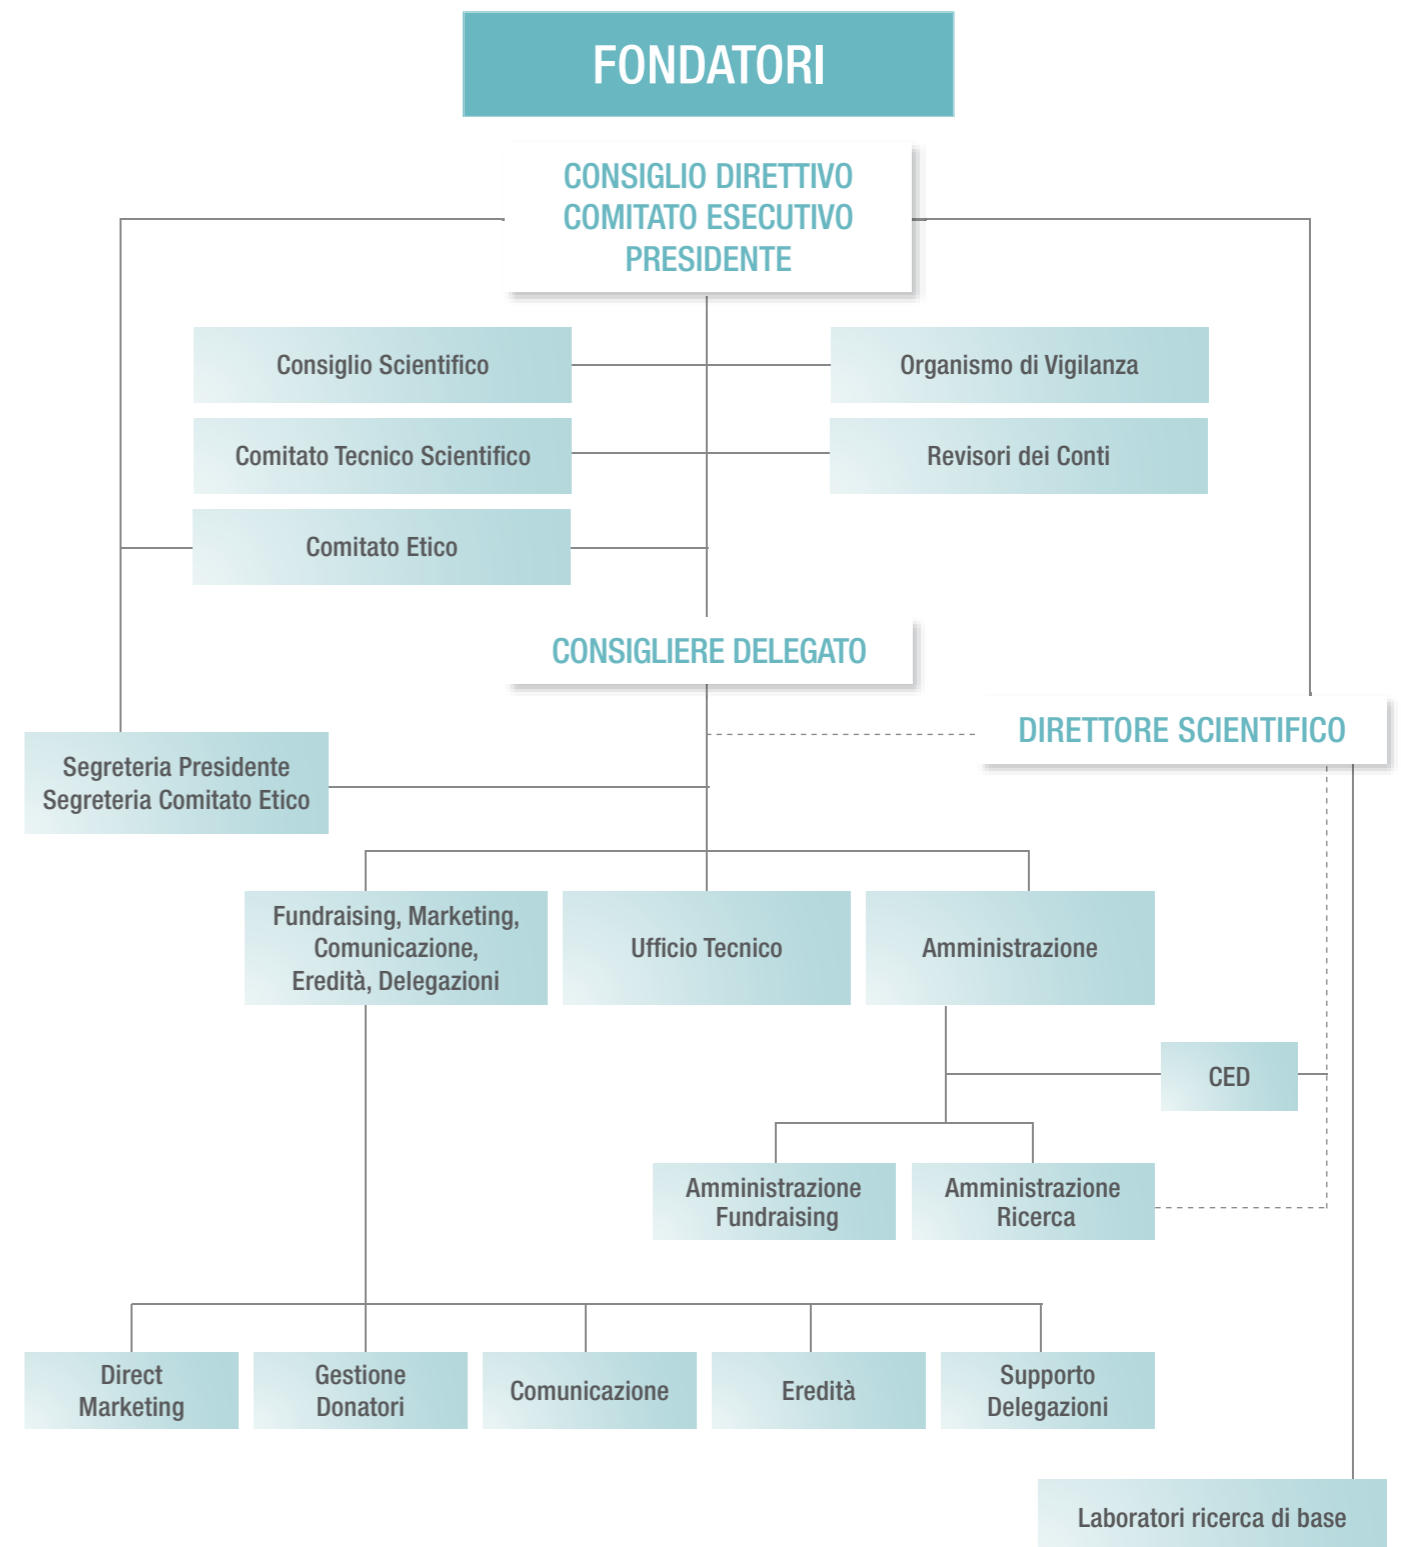 FONDATORI
CONSIGLIO DIRETTIVO
COMITATO ESECUTIVO
PRESIDENTE
Consiglio Scientifico
Organismo di Vigilanza
Comitato Tecnico Scientifico
Revisori dei Conti
Comitato Etico
CONSIGLIERE DELEGATO
DIRETTORE SCIENTIFICO
Segreteria Presidente
Segreteria Comitato Etico
Fundraising, Marketing,
Comunicazione,
Eredità, Delegazioni
Ufficio Tecnico
Amministrazione
CED
Amministrazione
Fundraising
Amministrazione
Ricerca
Direct
Marketing
Gestione
Donatori
Comunicazione
Eredità
Supporto
Delegazioni
Laboratori ricerca di base